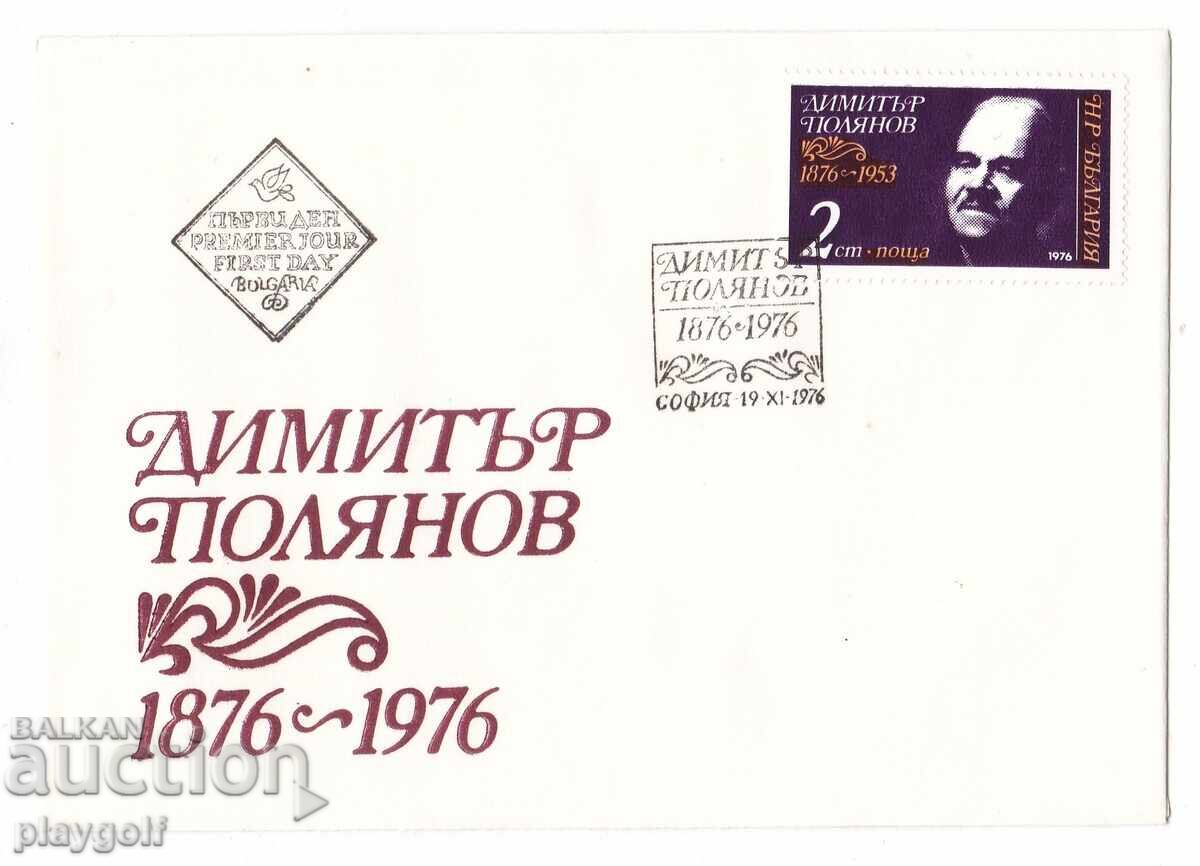 ПЪРВИ ДЕН
PREMIER JOUR
FIRST DAY
BULGARIA
ДИМИТЪР
ПОЛЯНОВ
1876~1953
2 ст·поща
1976
НР БЪЛГАРИЯ
ДИМИТЪР
ПОЛЯНОВ
1876~1976
СОФИЯ-19·XI·1976
ДИМИТЪР
ПОЛЯНОВ
1876~1976
BALKAN
auction
playgolf